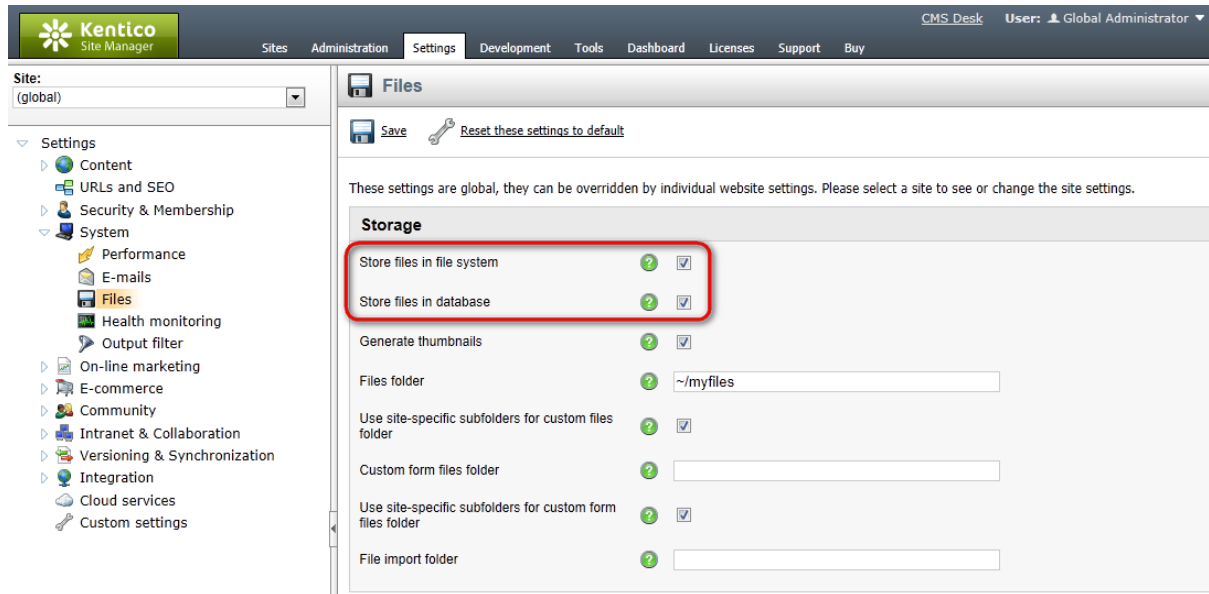 CMS Desk User: Global Administrator
Kentico
Site Manager
Sites Administration Settings Development Tools Dashboard Licenses Support Buy
Site:
(global)
Settings
Content
URLs and SEO
Security & Membership
System
Performance
E-mails
Files
Health monitoring
Output filter
On-line marketing
E-commerce
Community
Intranet & Collaboration
Versioning & Synchronization
Integration
Cloud services
Custom settings
Files
Save Reset these settings to default
These settings are global, they can be overridden by individual website settings. Please select a site to see or change the site settings.
Storage
Store files in file system ?
Store files in database ?
Generate thumbnails ?
Files folder ? ~/myfiles
Use site-specific subfolders for custom files
folder ?
Custom form files folder ?
Use site-specific subfolders for custom form
files folder ?
File import folder ?